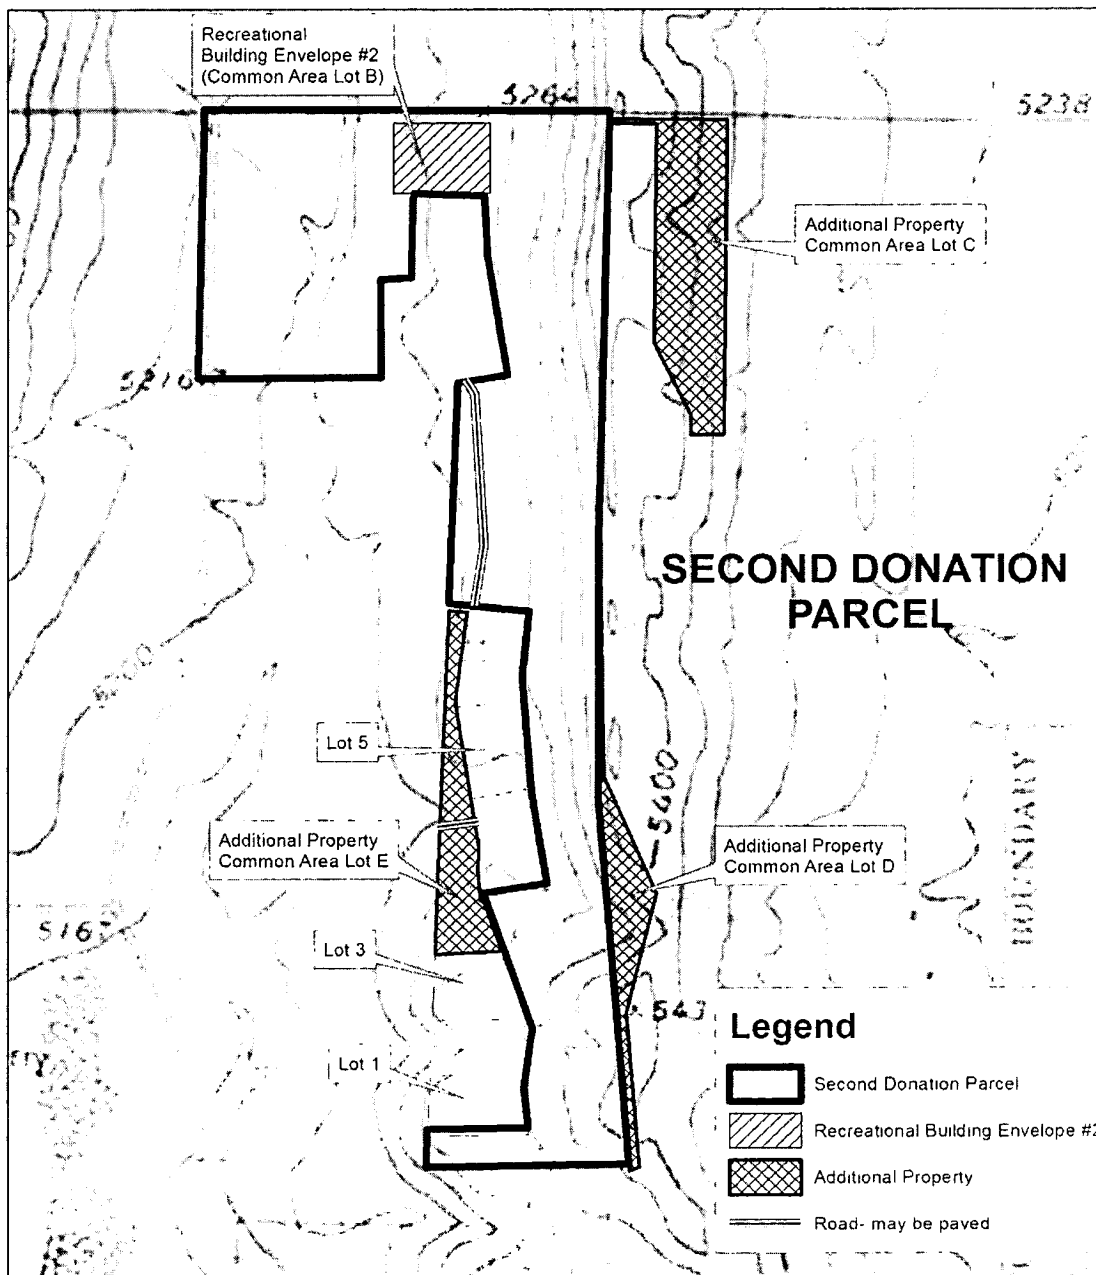 Recreational
Building Envelope #2
(Common Area Lot B)
5264
5238
Additional Property
Common Area Lot C
SECOND DONATION
PARCEL
5200
Lot 5
5400
BOUNDARY
Additional Property
Common Area Lot E
Additional Property
Common Area Lot D
Lot 3
Lot 1
Legend
Second Donation Parcel
Recreational Building Envelope #2
Additional Property
Road- may be paved